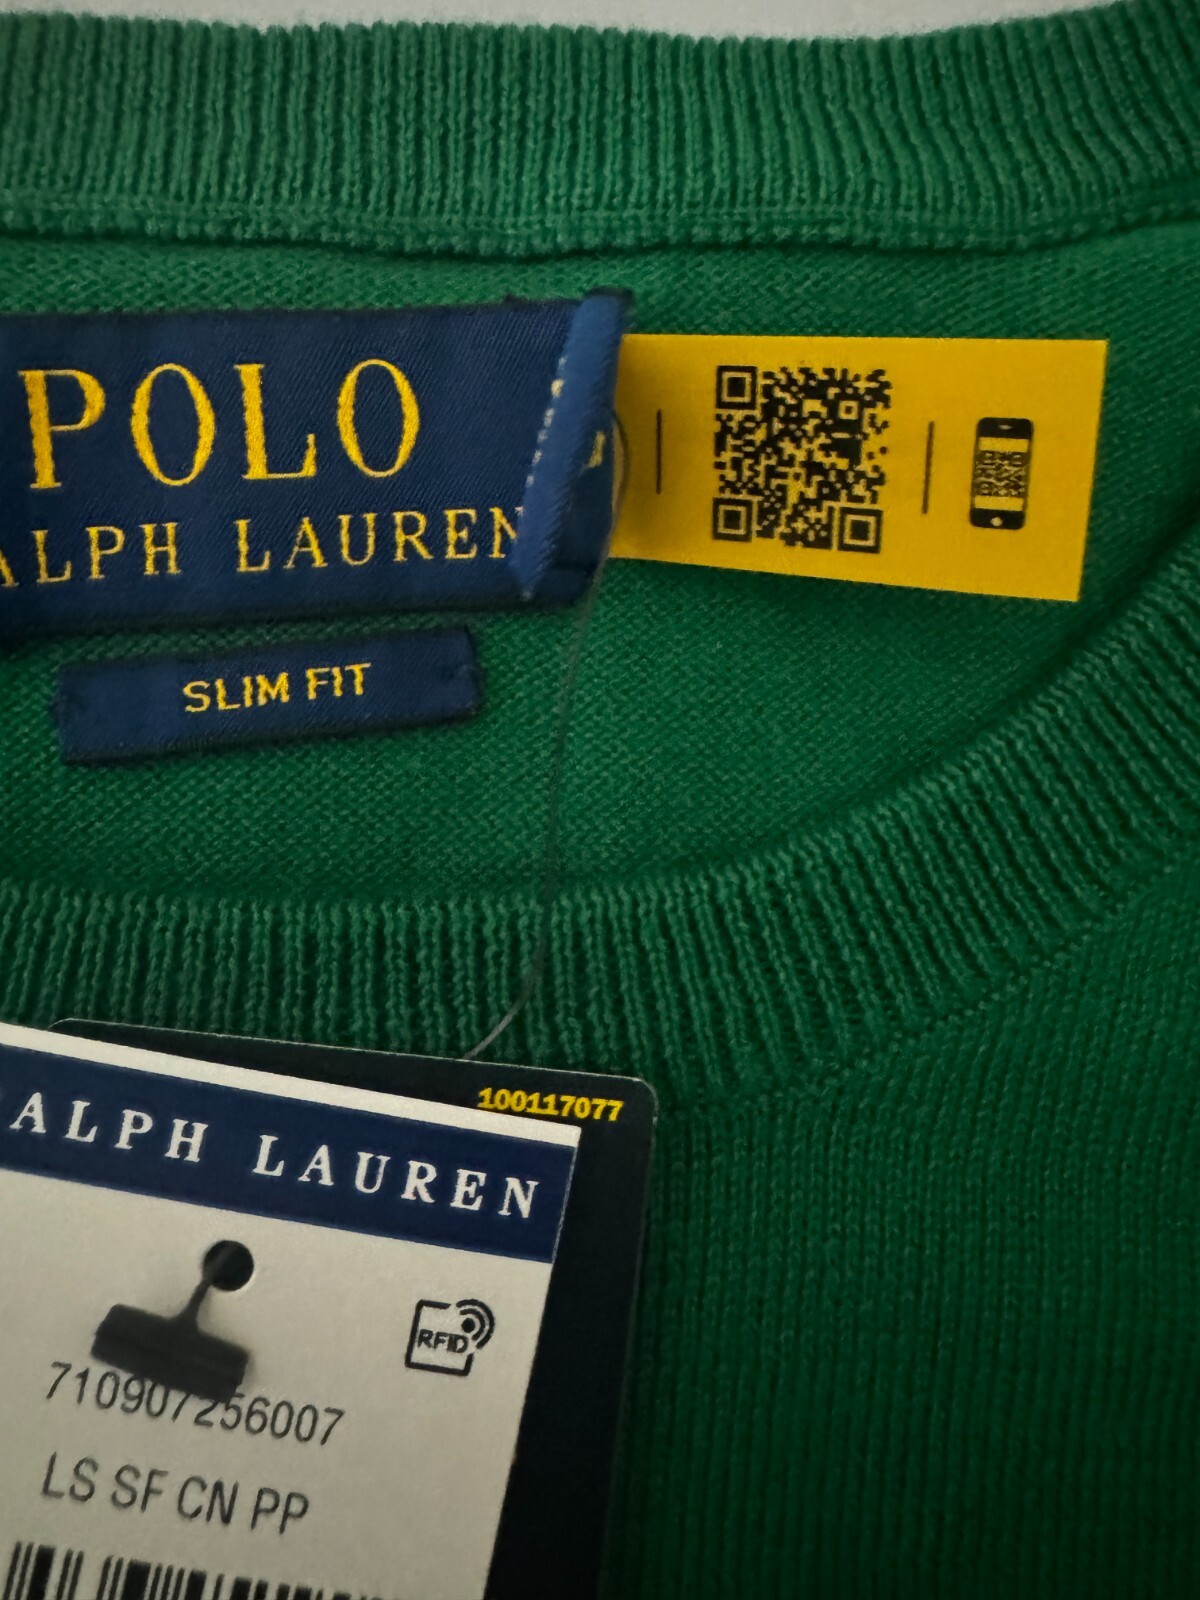 POLO
ALPH LAUREN
SLIM FIT
100117077
ALPH LAUREN
RFID
710907256007
LS SF CN PP